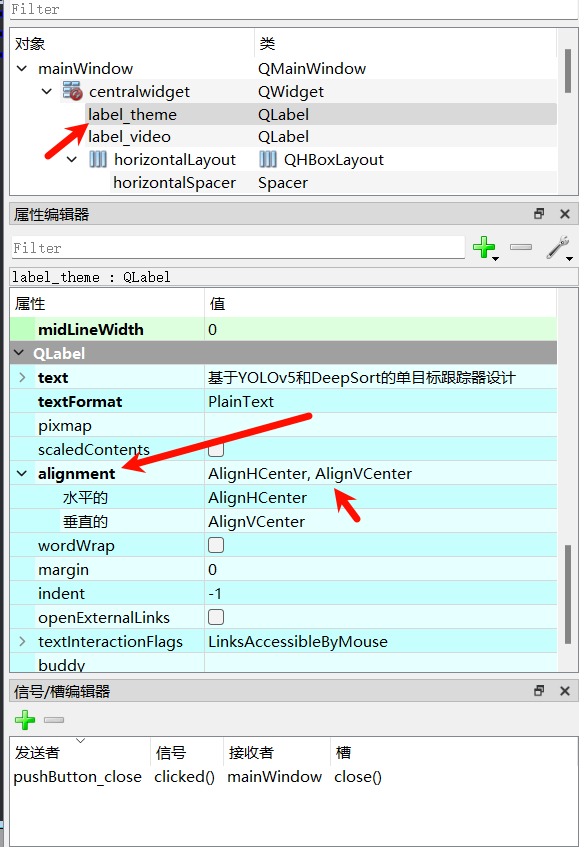 Filter
对象 类
mainWindow QMainWindow
centralwidget QWidget
label_theme QLabel
label_video QLabel
horizontalLayout QHBoxLayout
horizontalSpacer Spacer
属性编辑器
Filter
label_theme : QLabel
属性 值
midLineWidth 0
QLabel
text 基于YOLOv5和DeepSort的单目标跟踪器设计
textFormat PlainText
pixmap
scaledContents
alignment AlignHCenter, AlignVCenter
水平的 AlignHCenter
垂直的 AlignVCenter
wordWrap
margin 0
indent -1
openExternalLinks
textInteractionFlags LinksAccessibleByMouse
buddy
信号/槽编辑器
发送者 信号 接收者 槽
pushButton_close clicked() mainWindow close()